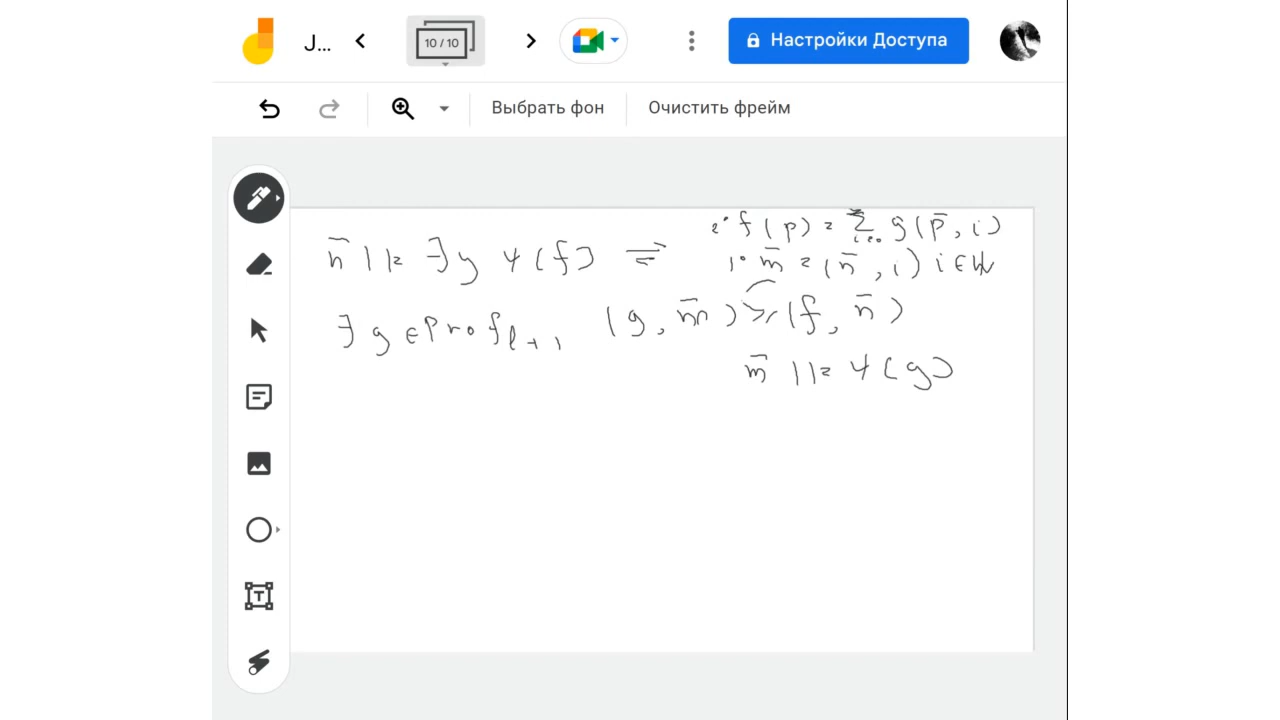 J...
10 / 10
Настройки Доступа
Выбрать фон
Очистить фрейм
2° f(p) = Σ g(p̄, i)
n̄ ||= ∃y ψ(f) ⇌
1° m̄ = (n̄, i) i ∈ N
∃ g ∈ Prof_{l+1} (g, m̄) ≥ (f, n̄)
m̄ ||= ψ(g)
T